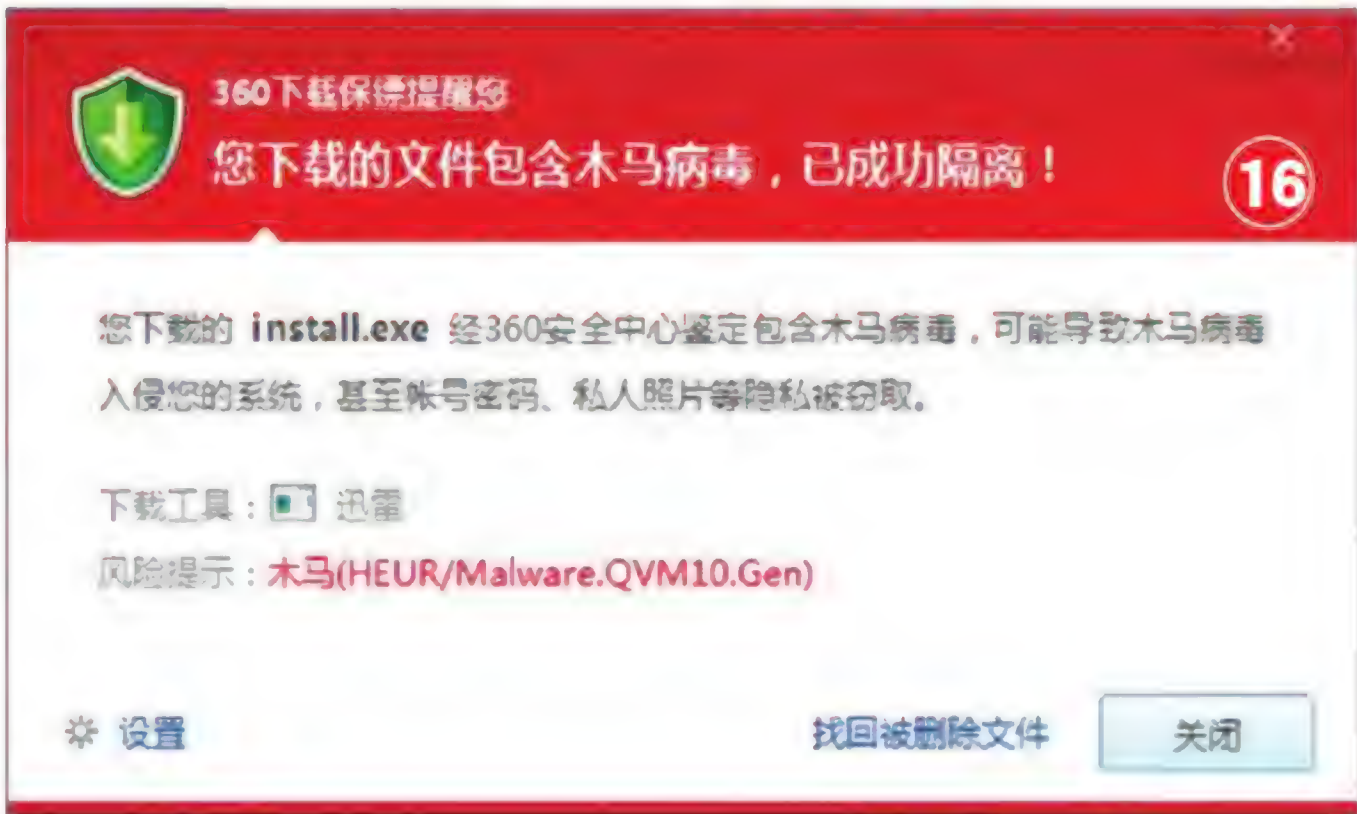 360下载保镖提醒您
您下载的文件包含木马病毒，已成功隔离！
16
您下载的 install.exe 经360安全中心鉴定包含木马病毒，可能导致木马病毒
入侵您的系统，甚至帐号密码、私人照片等隐私被窃取。
下载工具：迅雷
风险提示：木马(HEUR/Malware.QVM10.Gen)
设置
找回被删除文件
关闭